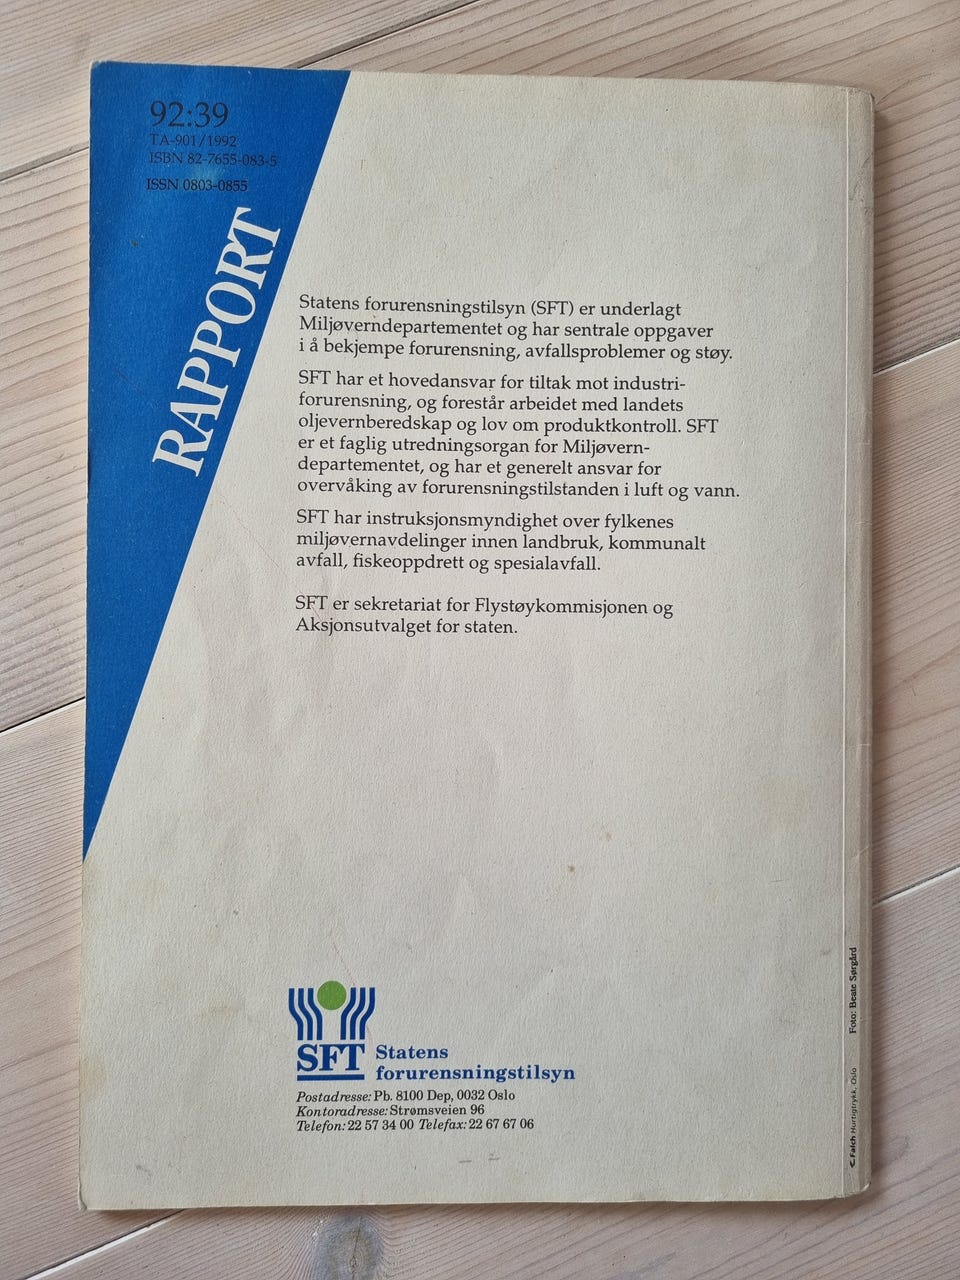 92:39
TA-901/1992
ISBN 82-7655-083-5
ISSN 0803-0855
RAPPORT
Statens forurensningstilsyn (SFT) er underlagt
Miljøverndepartementet og har sentrale oppgaver
i å bekjempe forurensning, avfallsproblemer og støy.
SFT har et hovedansvar for tiltak mot industri-
forurensning, og forestår arbeidet med landets
oljevernberedskap og lov om produktkontroll. SFT
er et faglig utredningsorgan for Miljøvern-
departementet, og har et generelt ansvar for
overvåking av forurensningstilstanden i luft og vann.
SFT har instruksjonsmyndighet over fylkenes
miljøvernavdelinger innen landbruk, kommunalt
avfall, fiskeoppdrett og spesialavfall.
SFT er sekretariat for Flystøykommisjonen og
Aksjonsutvalget for staten.
SFT Statens
forurensningstilsyn
Postadresse: Pb. 8100 Dep, 0032 Oslo
Kontoradresse: Strømsveien 96
Telefon: 22 57 34 00 Telefax: 22 67 67 06
Falch Hurtigtrykk, Oslo
Foto: Beate Sørgård